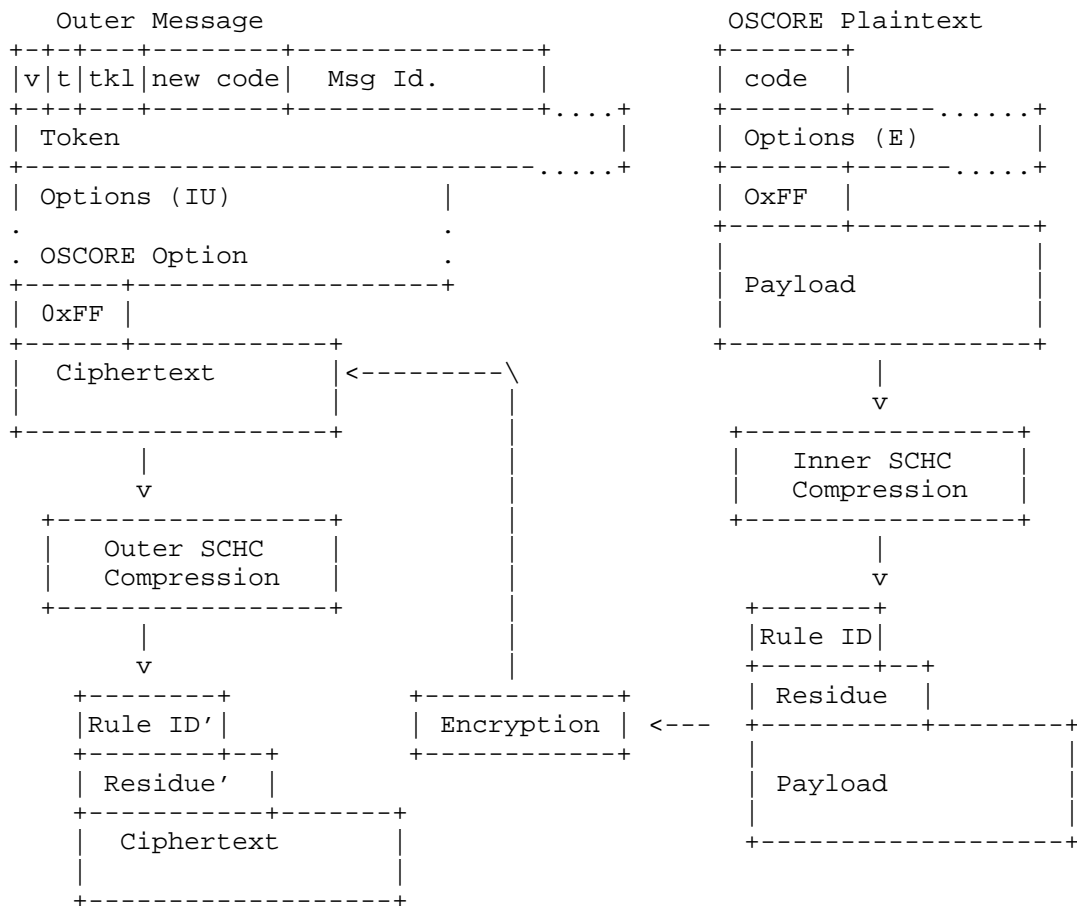 Outer Message OSCORE Plaintext
|v|t|tkl|new code| Msg Id. | | code |
| Token | | Options (E) |
| Options (IU) | | OxFF |
. OSCORE Option .
| Payload |
| 0xFF |
| Ciphertext |<---------\ |
v
| Inner SCHC |
v | Compression |
| Outer SCHC |
| Compression | v
|Rule ID|
v
| Residue |
|Rule ID'| | Encryption | <---
| Residue' | | Payload |
| Ciphertext |